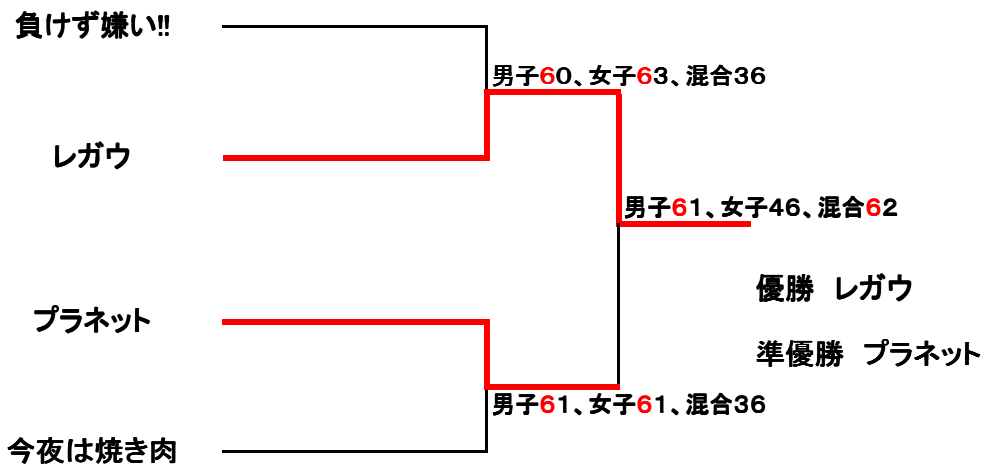 負けず嫌い!!
男子60、女子63、混合36
レガウ
男子61、女子46、混合62
優勝　レガウ
プラネット
準優勝　プラネット
男子61、女子61、混合36
今夜は焼き肉